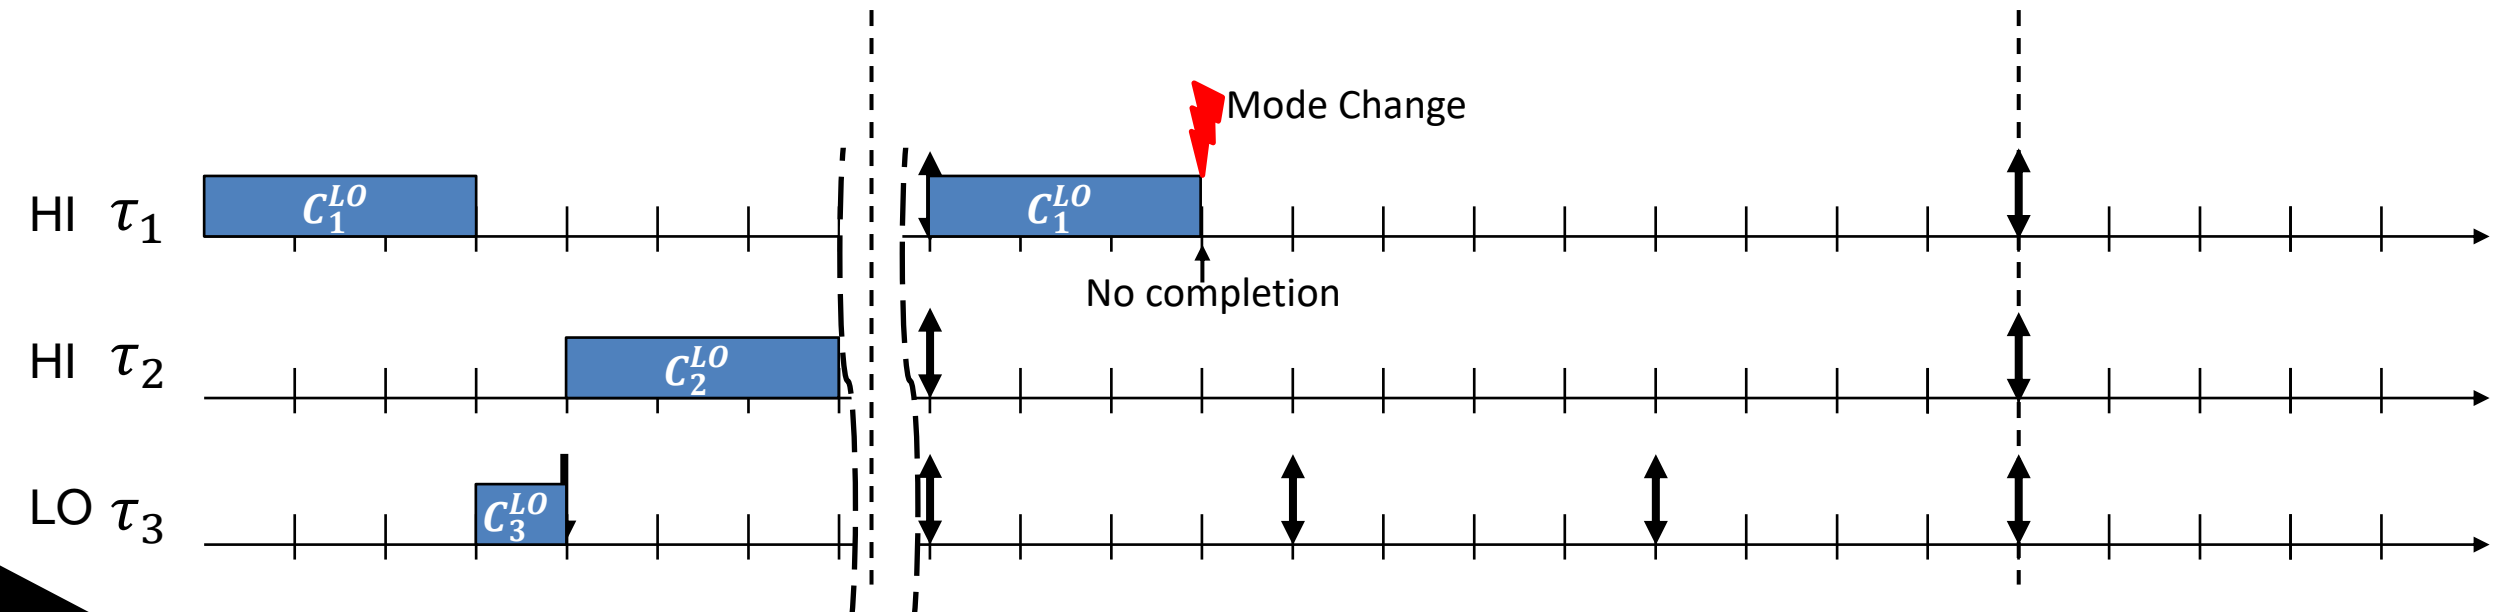 Mode Change
HI τ₁ C₁ᴸᴼ C₁ᴸᴼ
No completion
HI τ₂ C₂ᴸᴼ
LO τ₃ C₃ᴸᴼ